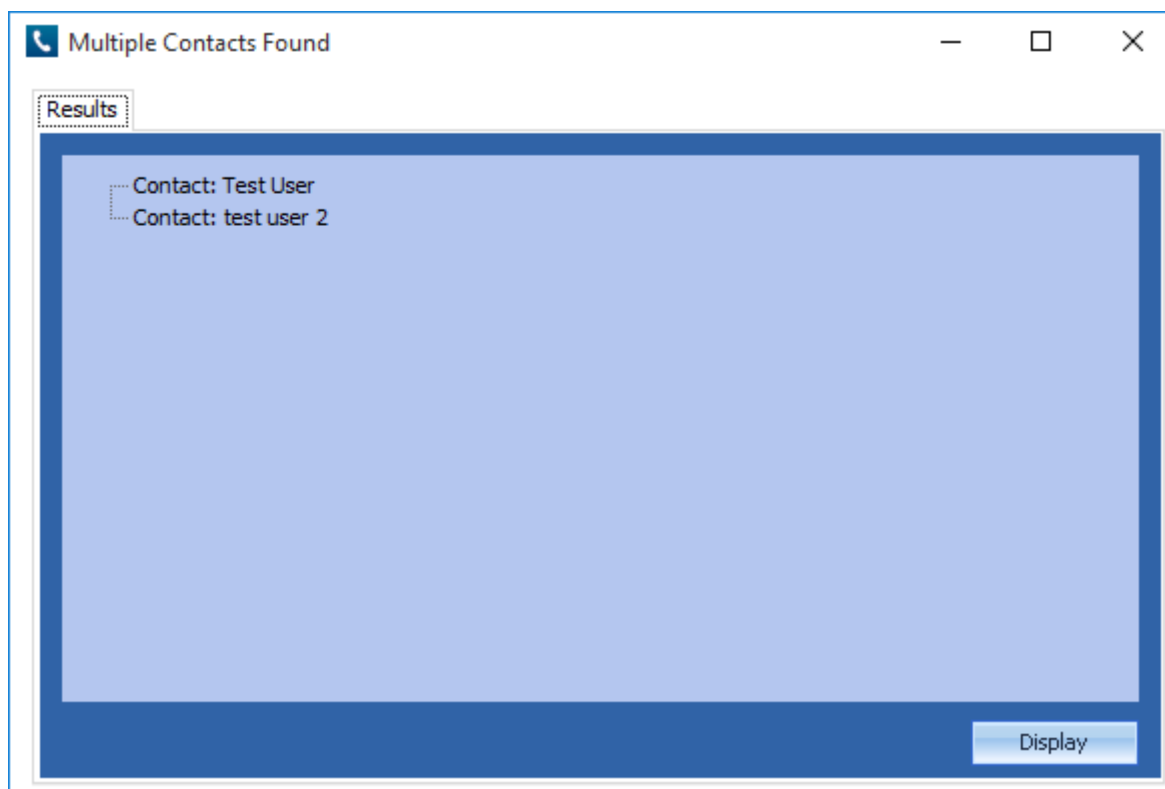 Multiple Contacts Found
Results
Contact: Test User
Contact: test user 2
Display